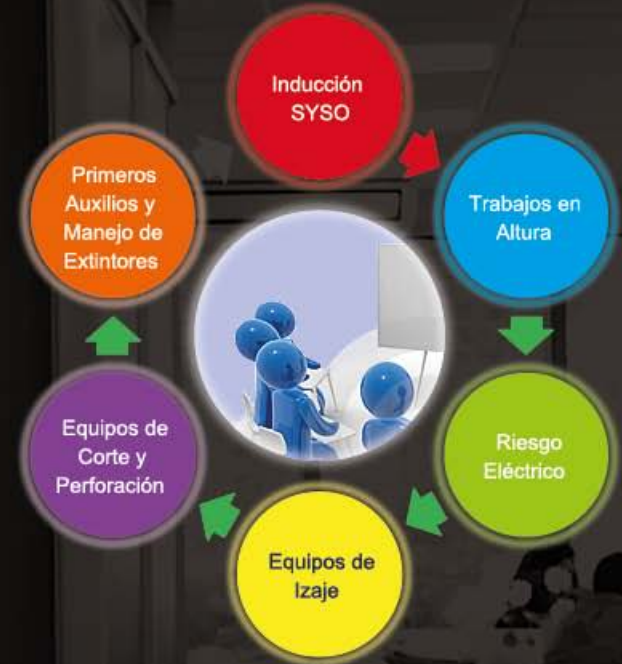 Inducción
SYSO
Trabajos en
Altura
Riesgo
Eléctrico
Equipos de
Izaje
Equipos de
Corte y
Perforación
Primeros
Auxilios y
Manejo de
Extintores